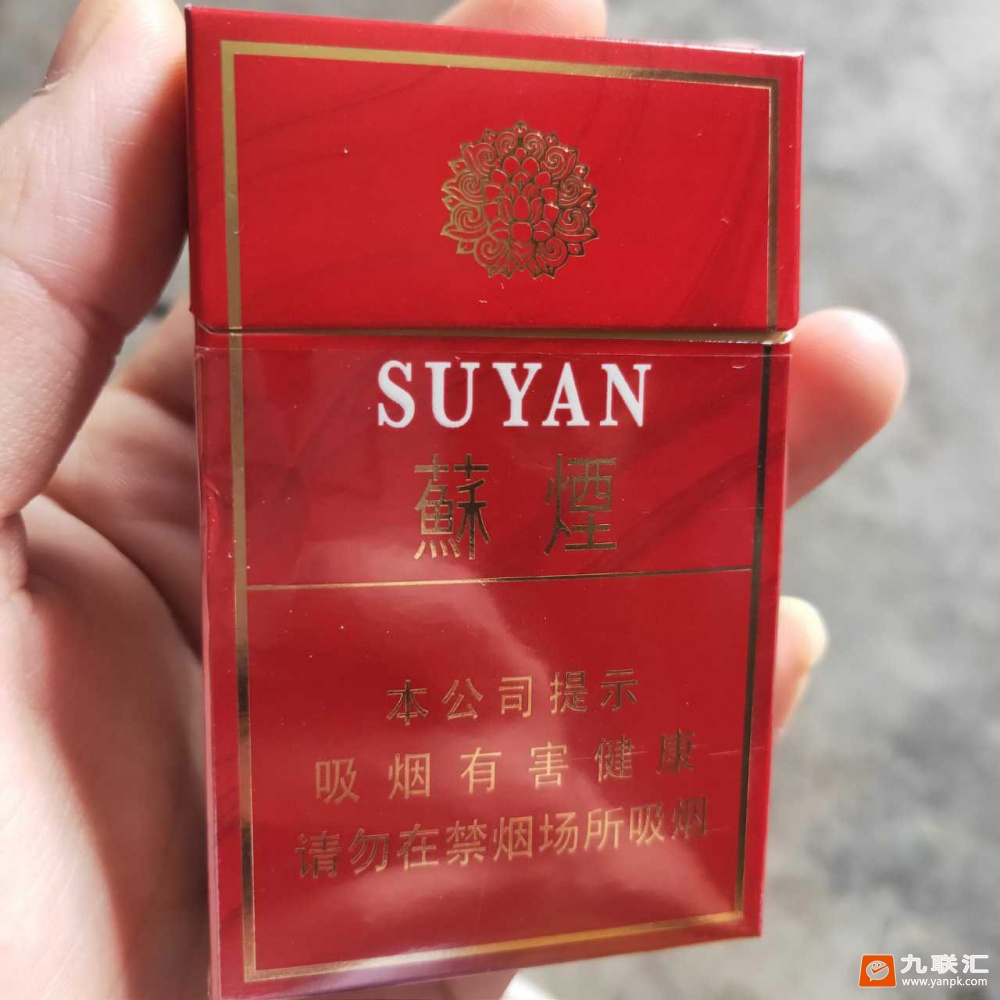 SUYAN
蘇煙
本公司提示
吸烟有害健康
请勿在禁烟场所吸烟
九联汇
www.yanpk.com